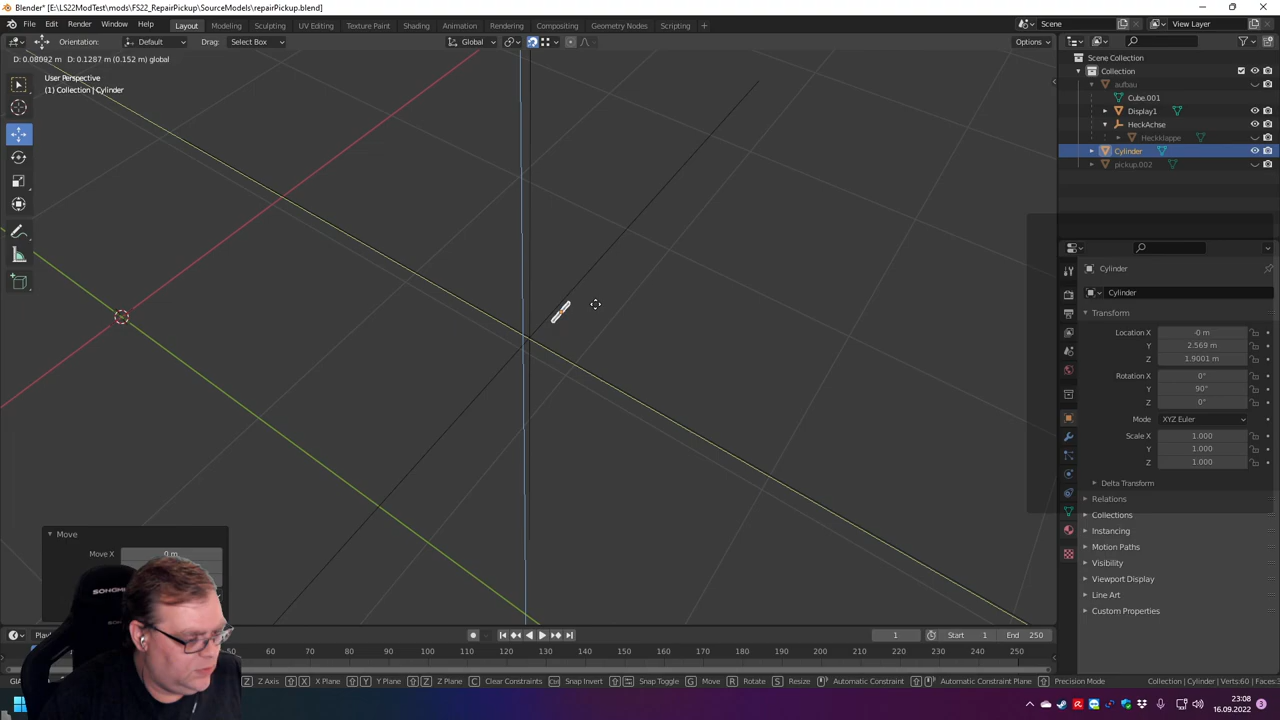 Blender* [E:\LS22ModTest\mods\FS22_RepairPickup\SourceModels\repairPickup.blend]
File Edit Render Window Help Layout Modeling Sculpting UV Editing Texture Paint Shading Animation Rendering Compositing Geometry Nodes Scripting + Scene View Layer
Orientation: Default Drag: Select Box Global Options
D: 0.08092 m D: 0.1287 m (0.152 m) global
User Perspective
(1) Collection | Cylinder
Scene Collection
Collection
aufbau
Cube.001
Display1
HeckAchse
Heckklappe
Cylinder
pickup.002
Cylinder
Cylinder
Transform
Location X -0 m
Y 2.569 m
Z 1.9001 m
Rotation X 0°
Y 90°
Z 0°
Mode XYZ Euler
Scale X 1.000
Y 1.000
Z 1.000
Delta Transform
Relations
Collections
Instancing
Motion Paths
Visibility
Viewport Display
Line Art
Custom Properties
Move
Move X 0 m
SONGMICS
1 Start 1 End 250
50 60 70 80 90 100 110 120 130 140 150 160 170 180 190 200 210 220 230 240 250
Z Z Axis X X Plane Y Y Plane Z Z Plane C Clear Constraints Ctrl Snap Invert Snap Toggle G Move R Rotate S Resize Automatic Constraint Automatic Constraint Plane Precision Mode Collection | Cylinder | Verts:60 | Faces:3
23:08
16.09.2022